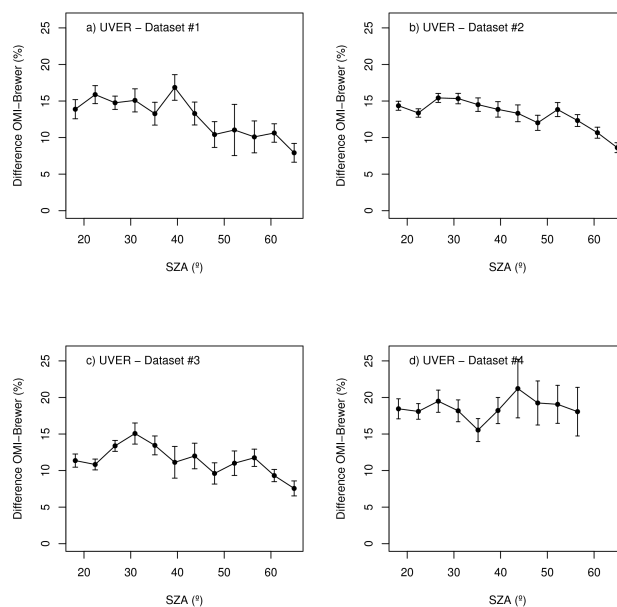 a) UVER − Dataset #1
Difference OMI−Brewer (%)
0 5 10 15 20 25
20 30 40 50 60
SZA (º)
b) UVER − Dataset #2
Difference OMI−Brewer (%)
0 5 10 15 20 25
20 30 40 50 60
SZA (º)
c) UVER − Dataset #3
Difference OMI−Brewer (%)
0 5 10 15 20 25
20 30 40 50 60
SZA (º)
d) UVER − Dataset #4
Difference OMI−Brewer (%)
0 5 10 15 20 25
20 30 40 50 60
SZA (º)